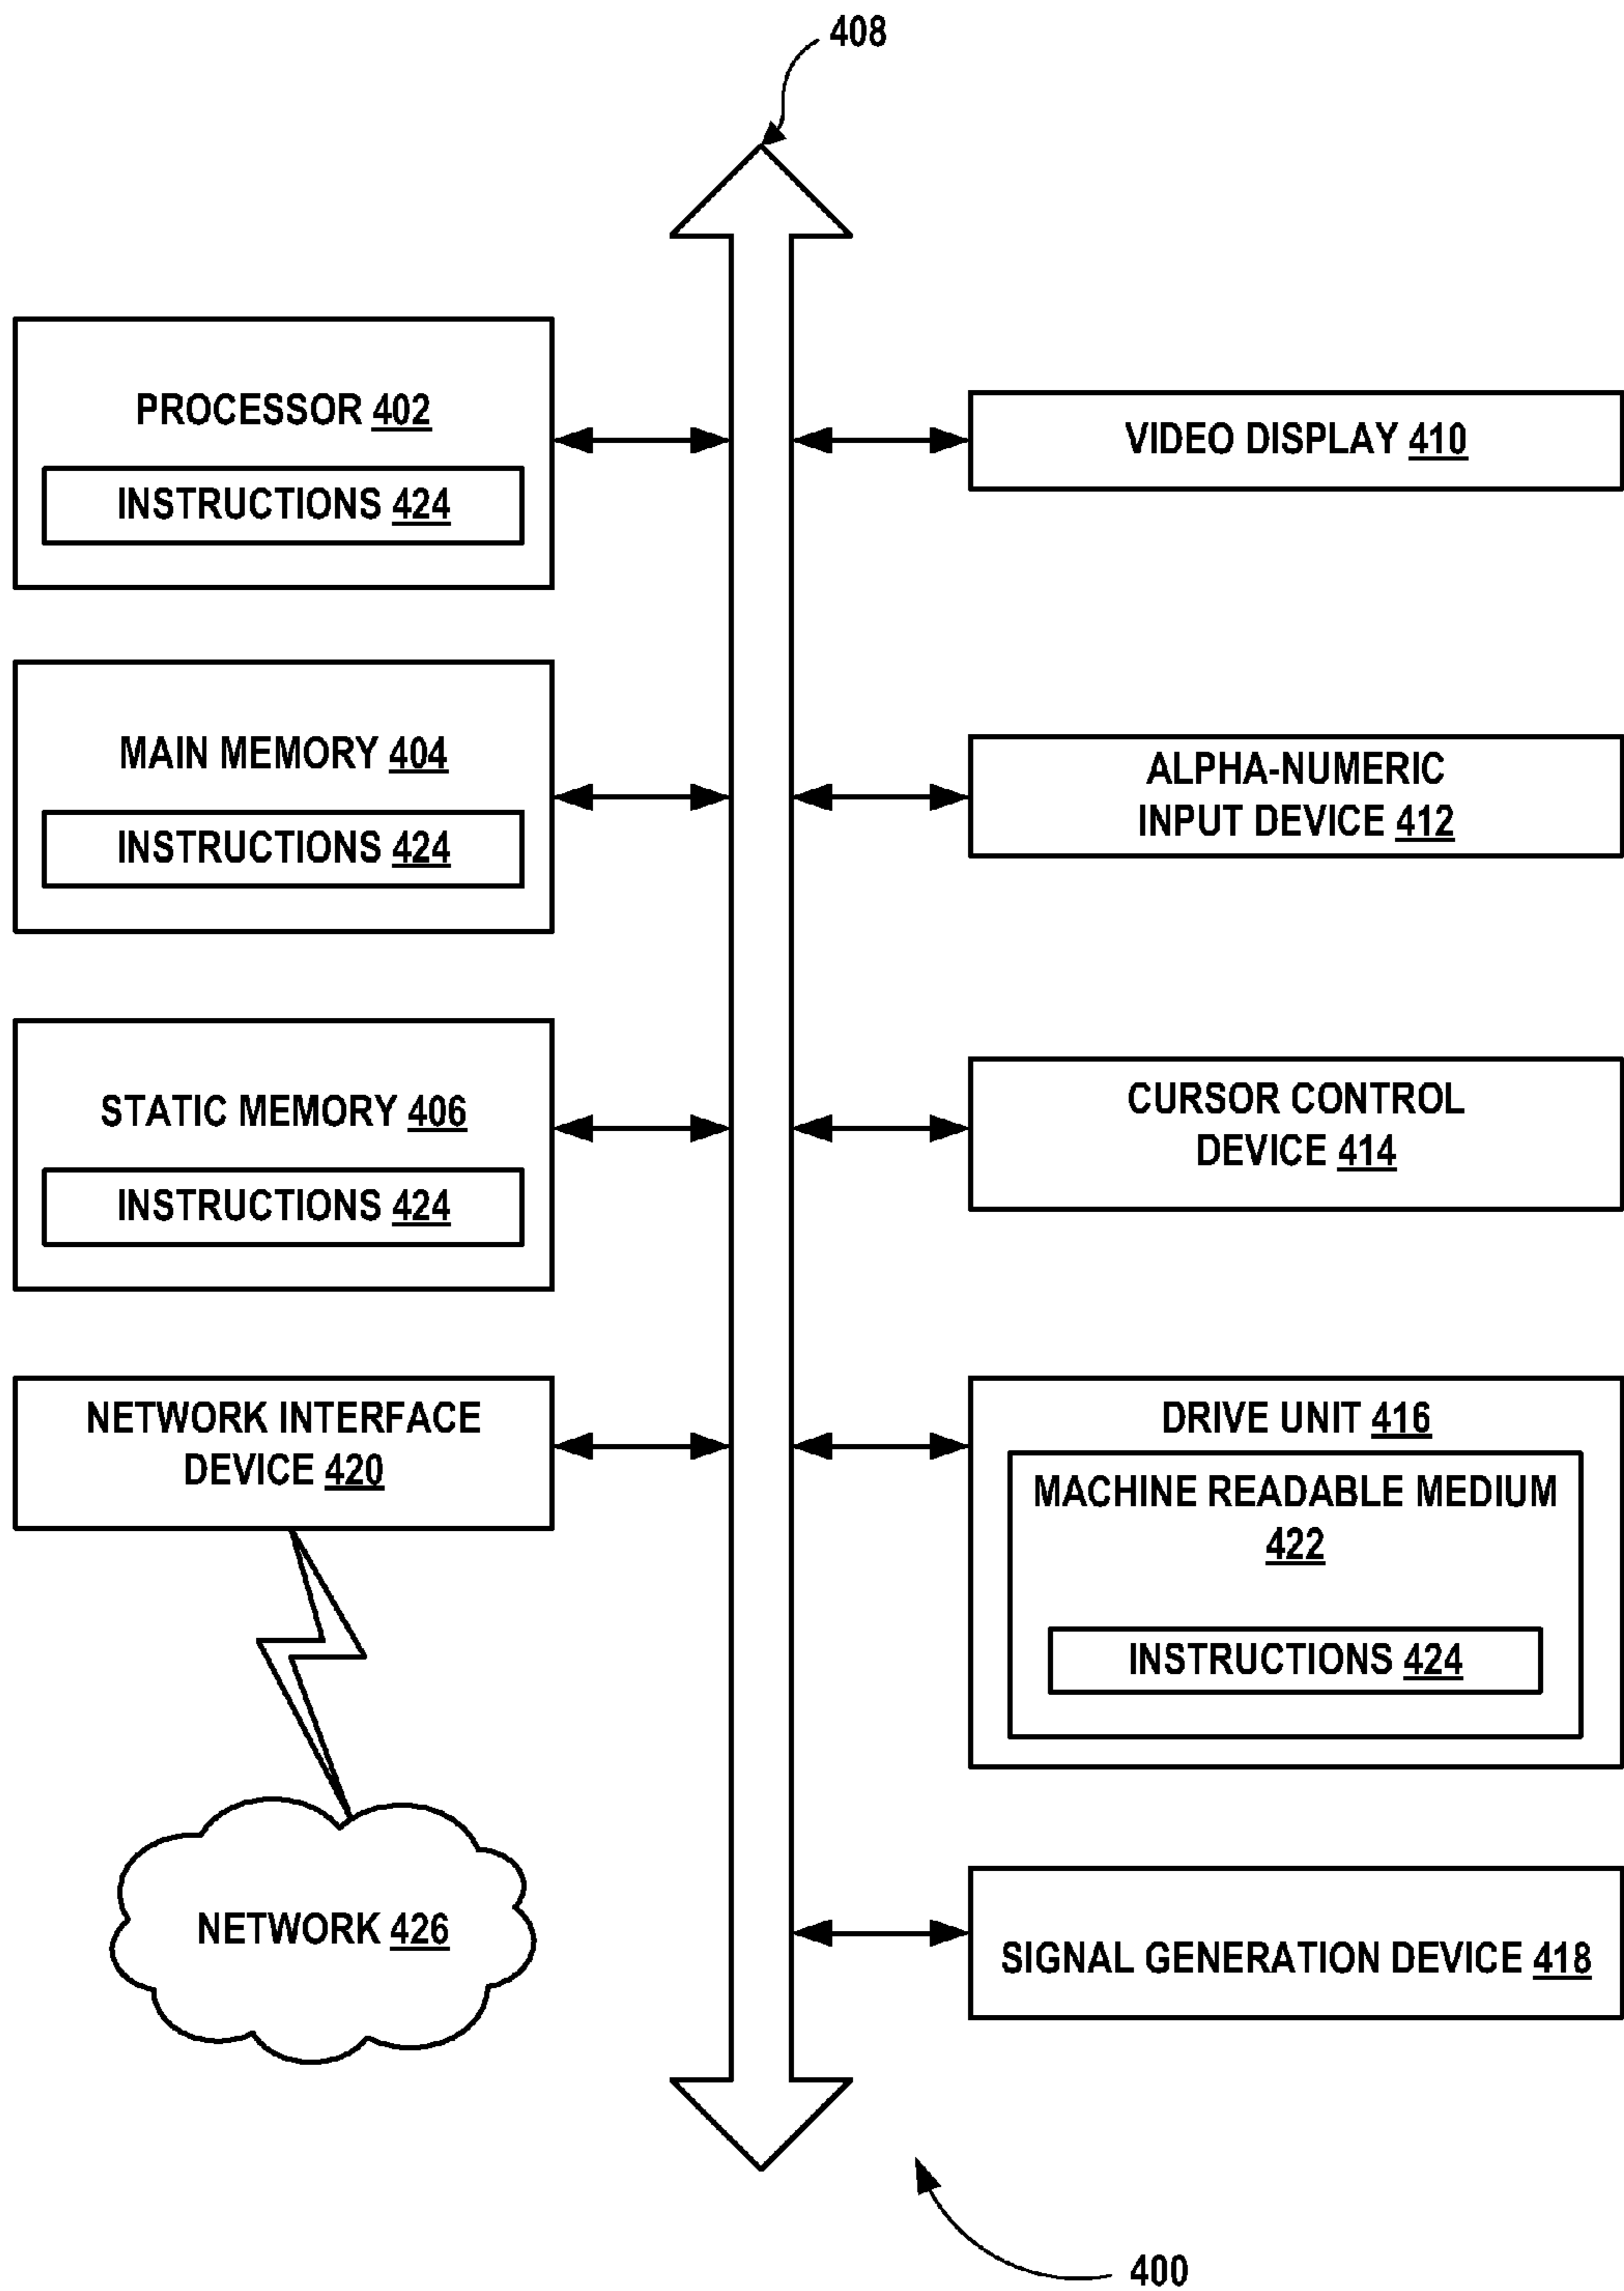 408
PROCESSOR 402
INSTRUCTIONS 424
VIDEO DISPLAY 410
MAIN MEMORY 404
INSTRUCTIONS 424
ALPHA-NUMERIC
INPUT DEVICE 412
STATIC MEMORY 406
INSTRUCTIONS 424
CURSOR CONTROL
DEVICE 414
NETWORK INTERFACE
DEVICE 420
DRIVE UNIT 416
MACHINE READABLE MEDIUM
422
INSTRUCTIONS 424
NETWORK 426
SIGNAL GENERATION DEVICE 418
400